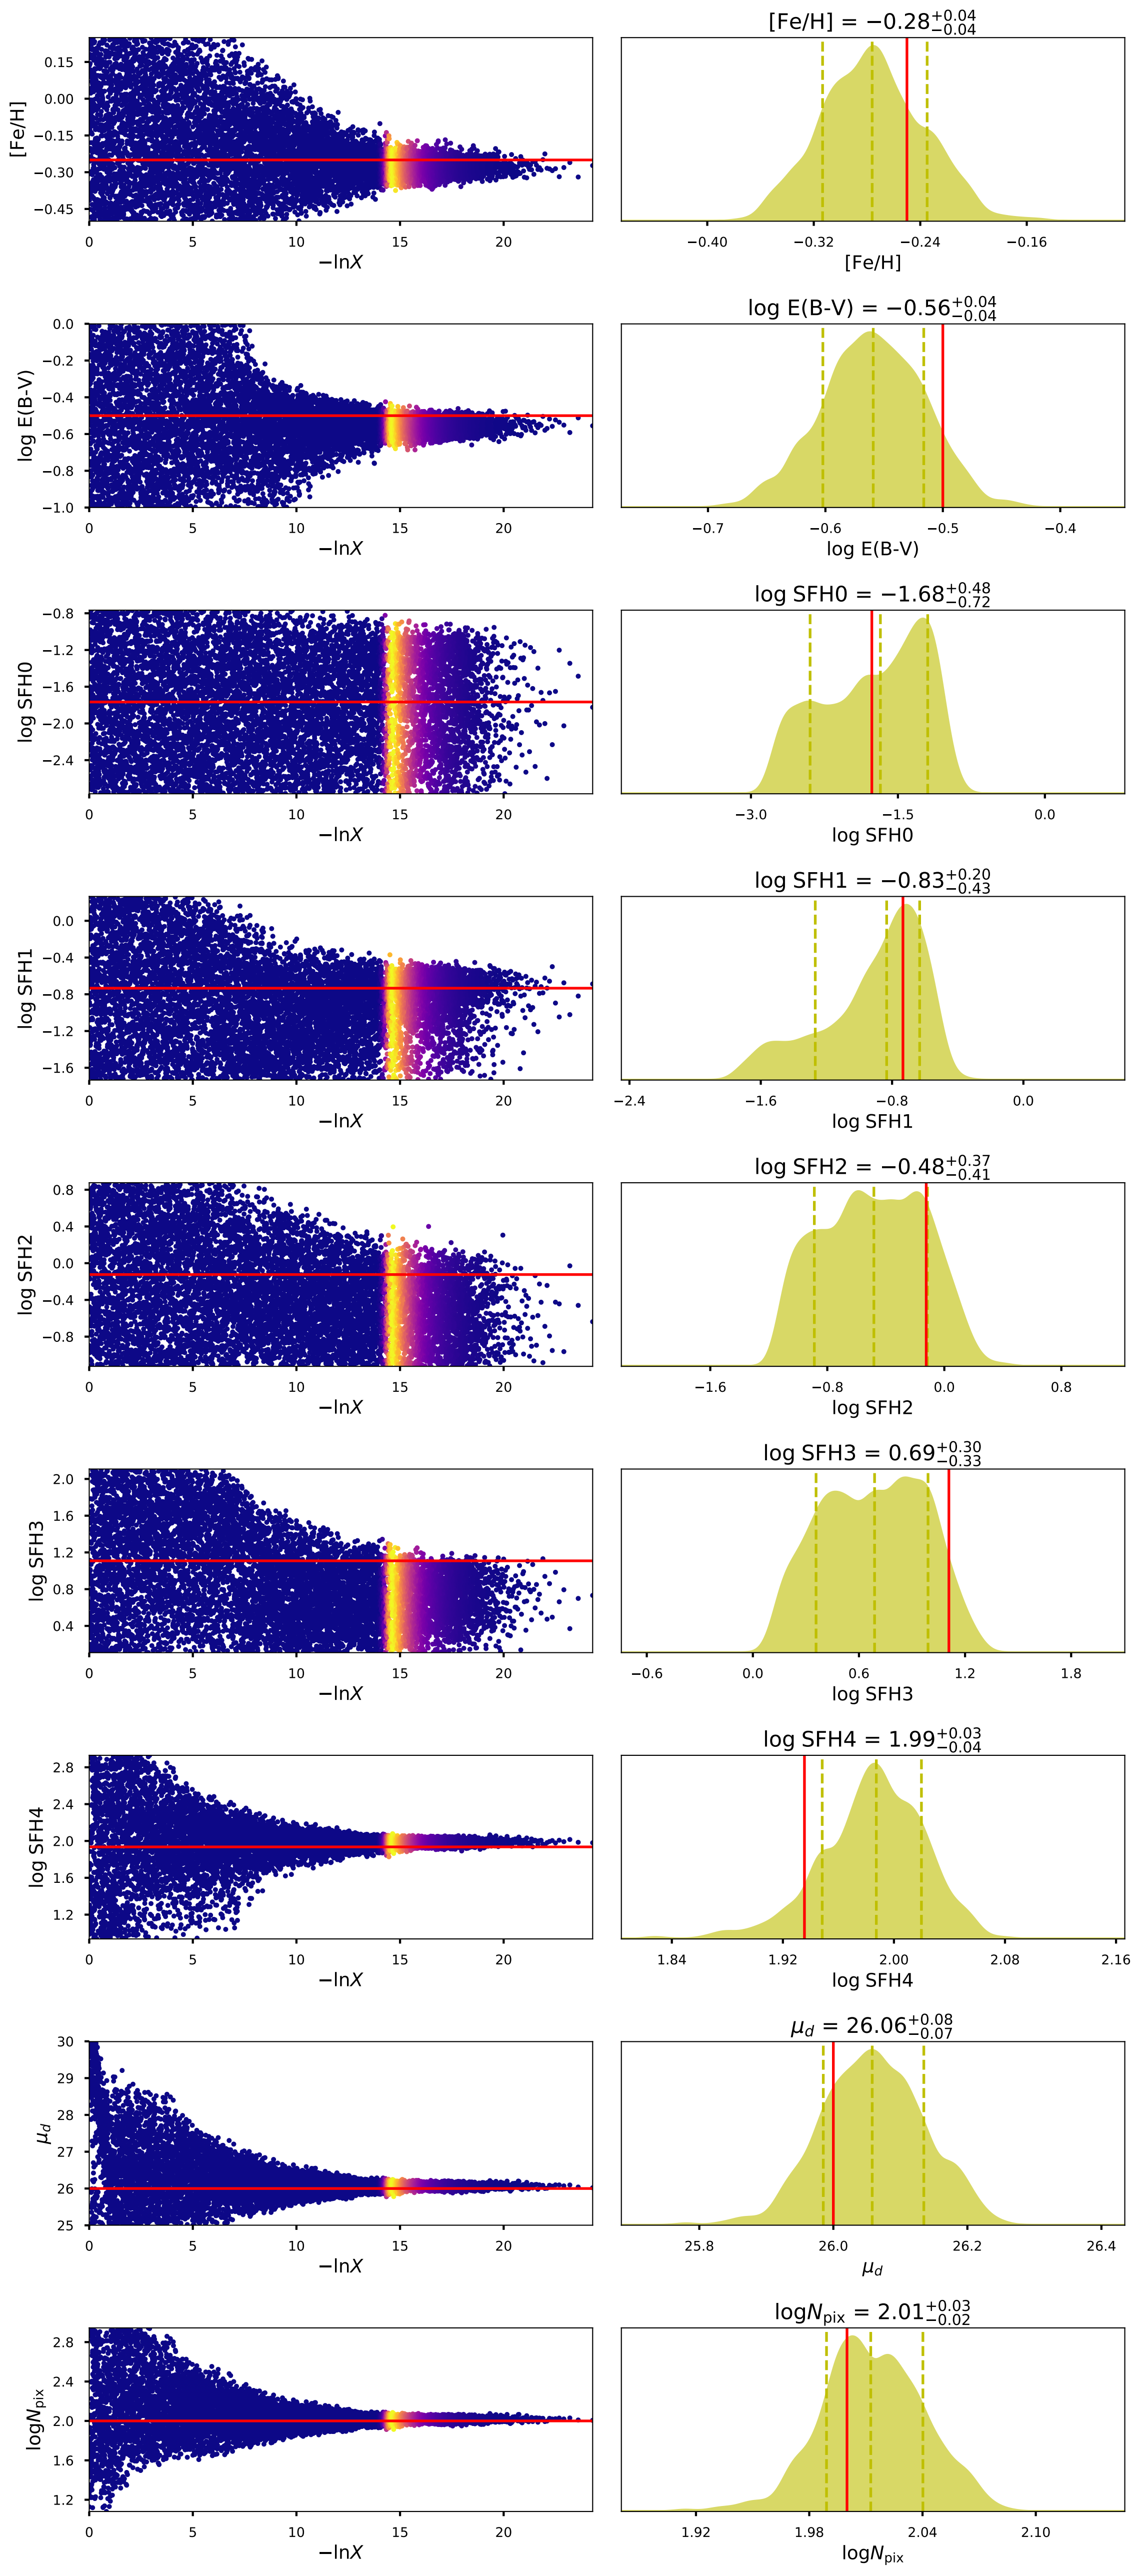 [Fe/H] = −0.28 +0.04 −0.04
0.15
0.00
−0.15
−0.30
−0.45
[Fe/H]
0 5 10 15 20
−lnX
−0.40 −0.32 −0.24 −0.16
[Fe/H]
log E(B-V) = −0.56 +0.04 −0.04
0.0
−0.2
−0.4
−0.6
−0.8
−1.0
log E(B-V)
0 5 10 15 20
−lnX
−0.7 −0.6 −0.5 −0.4
log E(B-V)
log SFH0 = −1.68 +0.48 −0.72
−0.8
−1.2
−1.6
−2.0
−2.4
log SFH0
0 5 10 15 20
−lnX
−3.0 −1.5 0.0
log SFH0
log SFH1 = −0.83 +0.20 −0.43
0.0
−0.4
−0.8
−1.2
−1.6
log SFH1
0 5 10 15 20
−lnX
−2.4 −1.6 −0.8 0.0
log SFH1
log SFH2 = −0.48 +0.37 −0.41
0.8
0.4
0.0
−0.4
−0.8
log SFH2
0 5 10 15 20
−lnX
−1.6 −0.8 0.0 0.8
log SFH2
log SFH3 = 0.69 +0.30 −0.33
2.0
1.6
1.2
0.8
0.4
log SFH3
0 5 10 15 20
−lnX
−0.6 0.0 0.6 1.2 1.8
log SFH3
log SFH4 = 1.99 +0.03 −0.04
2.8
2.4
2.0
1.6
1.2
log SFH4
0 5 10 15 20
−lnX
1.84 1.92 2.00 2.08 2.16
log SFH4
μd = 26.06 +0.08 −0.07
30
29
28
27
26
25
μd
0 5 10 15 20
−lnX
25.8 26.0 26.2 26.4
μd
logNpix = 2.01 +0.03 −0.02
2.8
2.4
2.0
1.6
1.2
logNpix
0 5 10 15 20
−lnX
1.92 1.98 2.04 2.10
logNpix